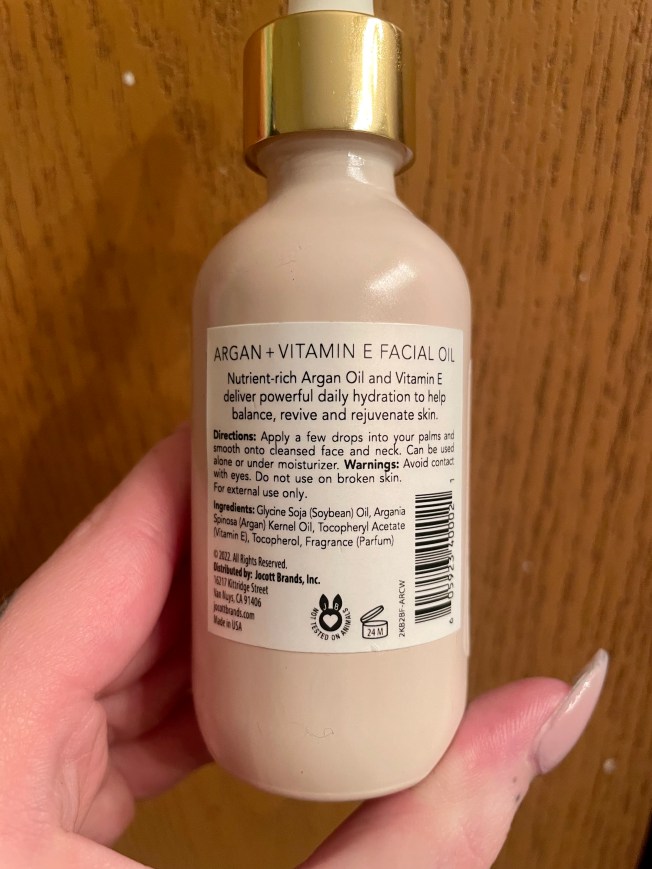 ARGAN + VITAMIN E FACIAL OIL
Nutrient-rich Argan Oil and Vitamin E
deliver powerful daily hydration to help
balance, revive and rejuvenate skin.
Directions: Apply a few drops into your palms and
smooth onto cleansed face and neck. Can be used
alone or under moisturizer. Warnings: Avoid contact
with eyes. Do not use on broken skin.
For external use only.
Ingredients: Glycine Soja (Soybean) Oil, Argania
Spinosa (Argan) Kernel Oil, Tocopheryl Acetate
(Vitamin E), Tocopherol, Fragrance (Parfum)
© 2022. All Rights Reserved.
Distributed by: Jocott Brands, Inc.
16217 Kittridge Street
Van Nuys, CA 91406
jocottbrands.com
Made in USA
NOT TESTED ON ANIMALS
24 M
2KB2BF-ARCW
6 05923 40002 1